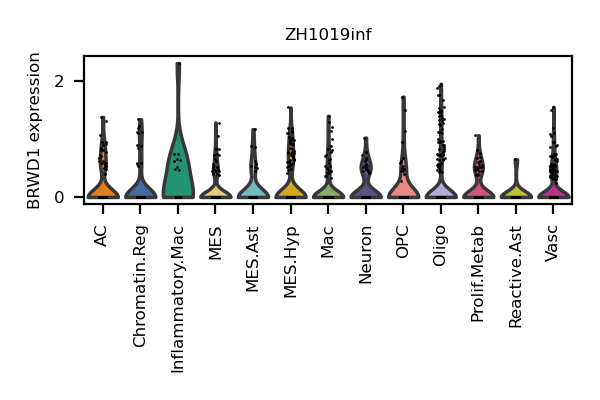 ZH1019inf
BRWD1 expression
2
0
AC
Chromatin.Reg
Inflammatory.Mac
MES
MES.Ast
MES.Hyp
Mac
Neuron
OPC
Oligo
Prolif.Metab
Reactive.Ast
Vasc